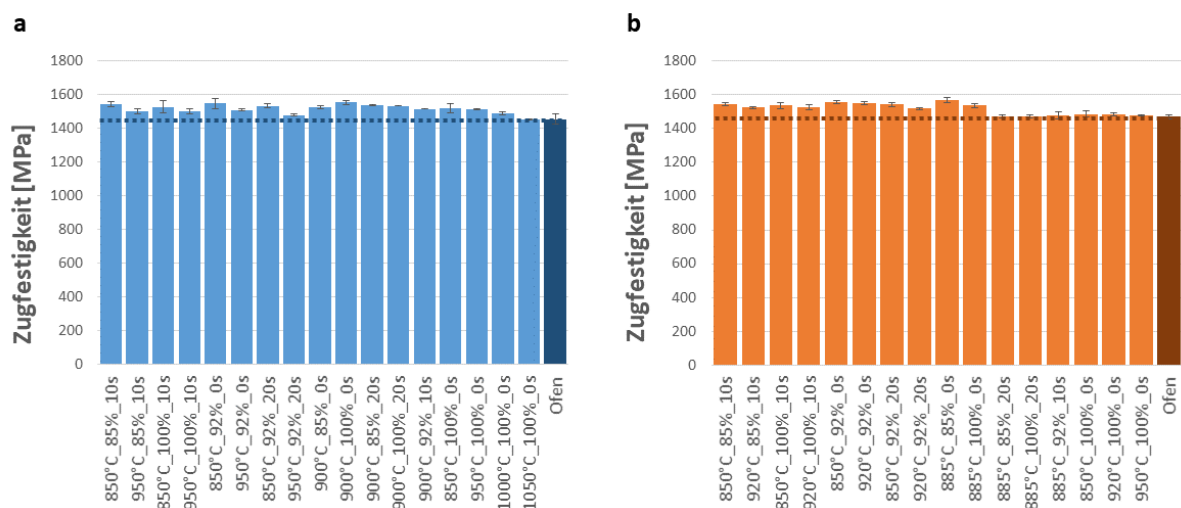 a
Zugfestigkeit [MPa]
1800
1600
1400
1200
1000
800
600
400
200
0
850°C_85%_10s
950°C_85%_10s
850°C_100%_10s
950°C_100%_10s
850°C_92%_0s
950°C_92%_0s
850°C_92%_20s
950°C_92%_20s
900°C_85%_0s
900°C_100%_0s
900°C_85%_20s
900°C_100%_20s
900°C_92%_10s
850°C_100%_0s
950°C_100%_0s
1000°C_100%_0s
1050°C_100%_0s
Ofen
b
Zugfestigkeit [MPa]
1800
1600
1400
1200
1000
800
600
400
200
0
850°C_85%_10s
920°C_85%_10s
850°C_100%_10s
920°C_100%_10s
850°C_92%_0s
920°C_92%_0s
850°C_92%_20s
920°C_92%_20s
885°C_85%_0s
885°C_100%_0s
885°C_85%_20s
885°C_100%_20s
885°C_92%_10s
850°C_100%_0s
920°C_100%_0s
950°C_100%_0s
Ofen